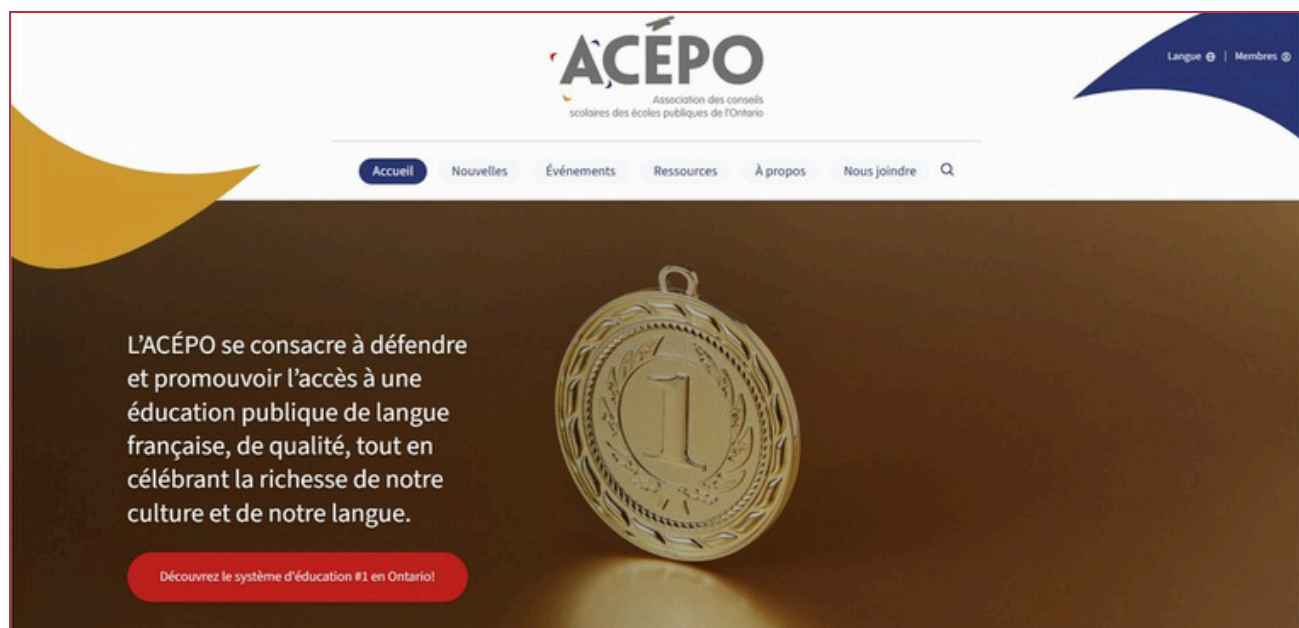 ACÉPO
Association des conseils
scolaires des écoles publiques de l'Ontario
Langue | Membres
Accueil Nouvelles Événements Ressources À propos Nous joindre
L'ACÉPO se consacre à défendre
et promouvoir l'accès à une
éducation publique de langue
française, de qualité, tout en
célébrant la richesse de notre
culture et de notre langue.
1
Découvrez le système d'éducation #1 en Ontario!